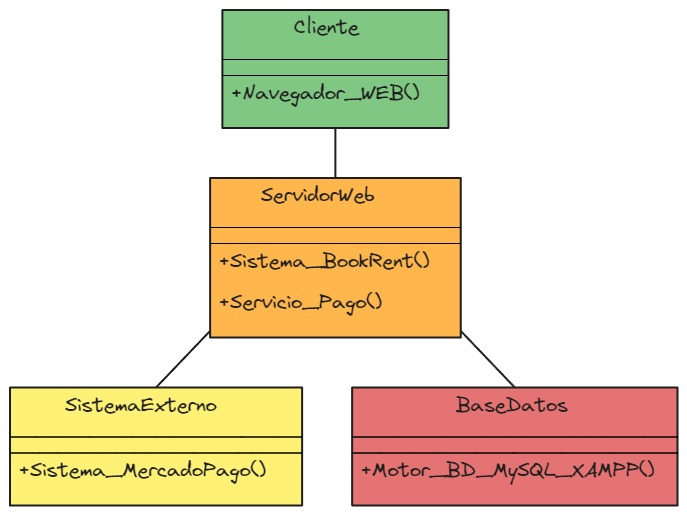 Cliente
+Navegador_WEB()
ServidorWeb
+Sistema_BookRent()
+Servicio_Pago()
SistemaExterno
+Sistema_MercadoPago()
BaseDatos
+Motor_BD_MySQL_XAMPP()